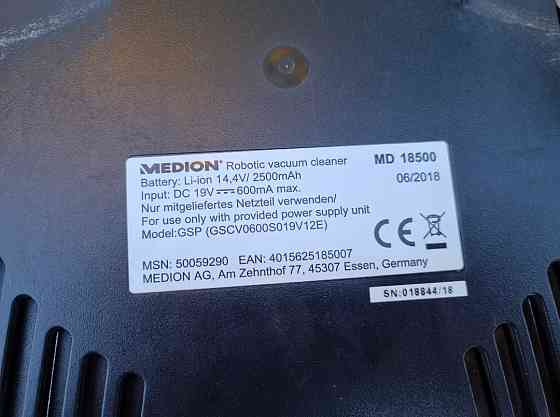 MEDION® Robotic vacuum cleaner MD 18500
Battery: Li-ion 14,4V/ 2500mAh
06/2018
Input: DC 19V⎓600mA max.
Nur mitgeliefertes Netzteil verwenden/
For use only with provided power supply unit
Model:GSP (GSCV0600S019V12E)
CE
MSN: 50059290 EAN: 4015625185007
MEDION AG, Am Zehnthof 77, 45307 Essen, Germany
SN:018844/18